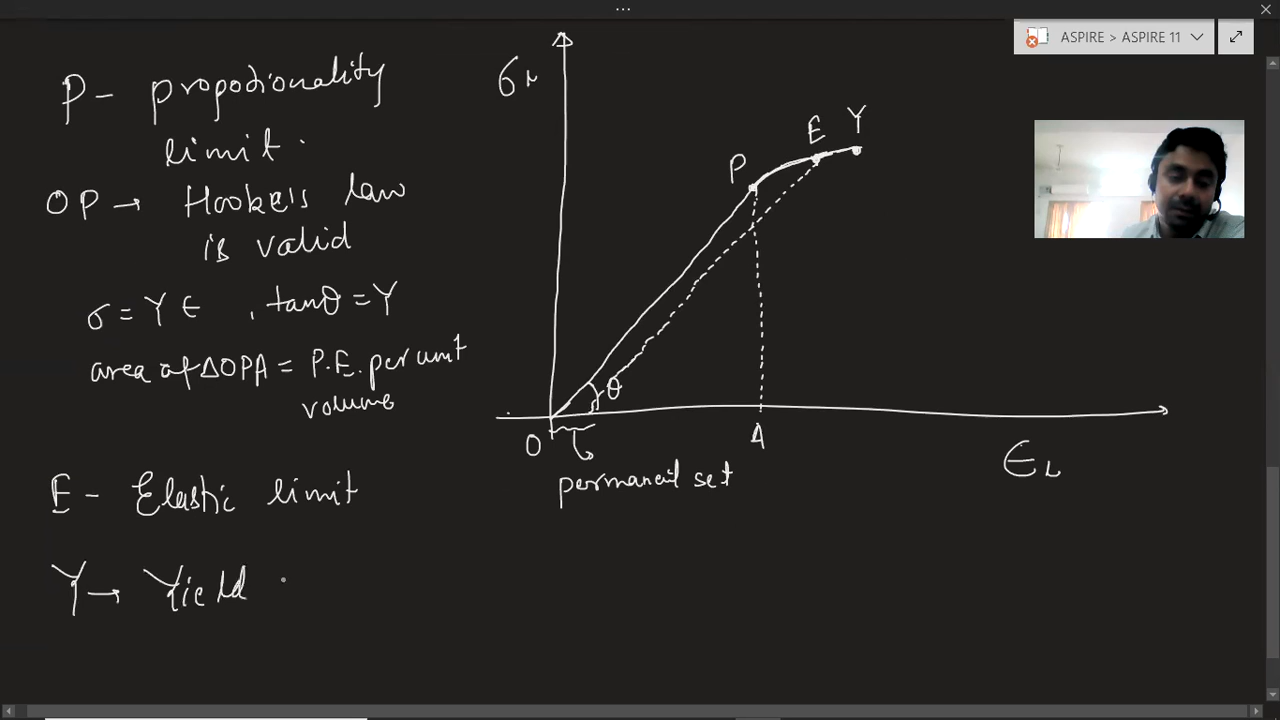 ASPIRE > ASPIRE 11
P - propotionality
limit.
OP → Hooke's law
is valid
σ = Y ϵ , tanθ = Y
area of ΔOPA = P.E. per unit
volume
E - Elastic limit
Y → Yield
σL
P
E
Y
θ
O
A
permanent set
ϵL